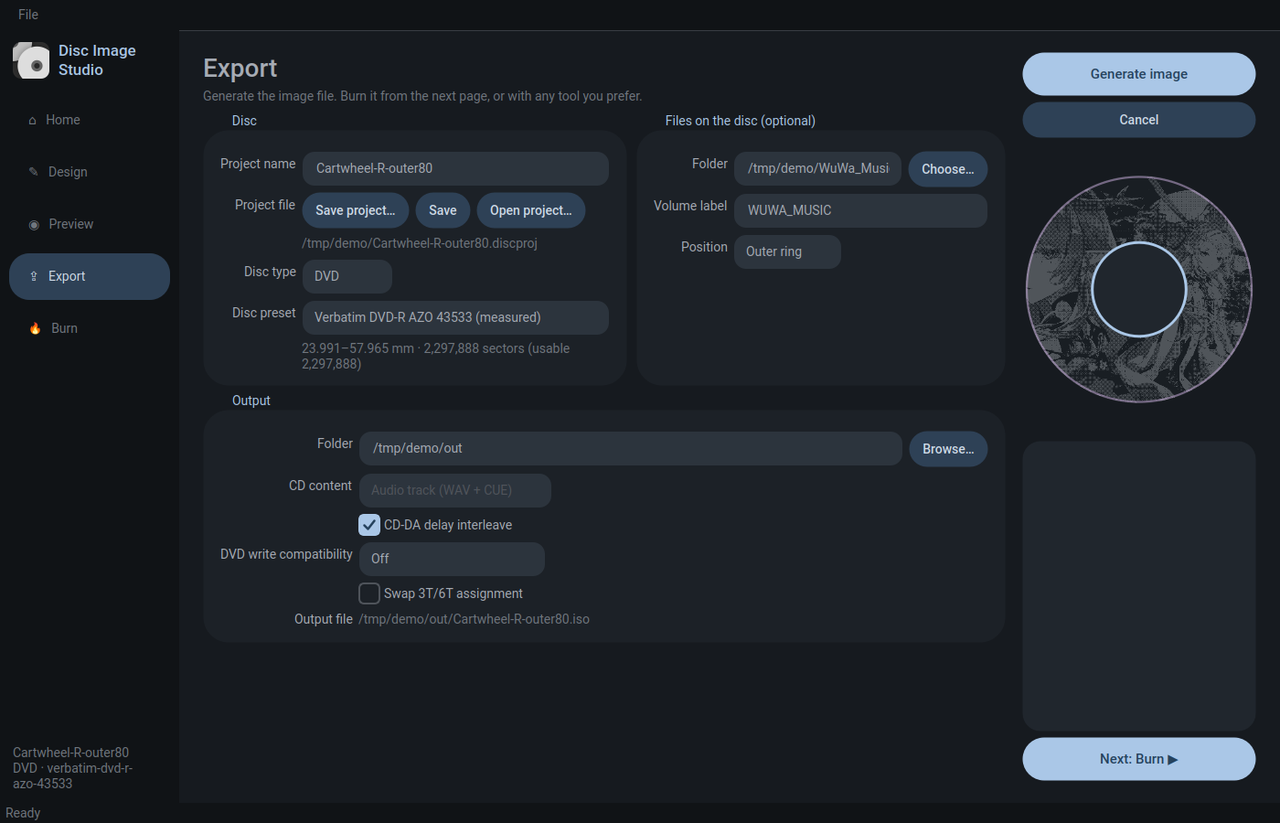 File
Disc Image
Studio
⌂ Home
✎ Design
◉ Preview
⇪ Export
🔥 Burn
Cartwheel-R-outer80
DVD · verbatim-dvd-r-
azo-43533
Ready
Export
Generate the image file. Burn it from the next page, or with any tool you prefer.
Disc
Project name Cartwheel-R-outer80
Project file Save project... Save Open project...
/tmp/demo/Cartwheel-R-outer80.discproj
Disc type DVD
Disc preset Verbatim DVD-R AZO 43533 (measured)
23.991–57.965 mm · 2,297,888 sectors (usable
2,297,888)
Files on the disc (optional)
Folder /tmp/demo/WuWa_Musi Choose...
Volume label WUWA_MUSIC
Position Outer ring
Output
Folder /tmp/demo/out Browse...
CD content Audio track (WAV + CUE)
CD-DA delay interleave
DVD write compatibility Off
Swap 3T/6T assignment
Output file /tmp/demo/out/Cartwheel-R-outer80.iso
Generate image
Cancel
Next: Burn ▶